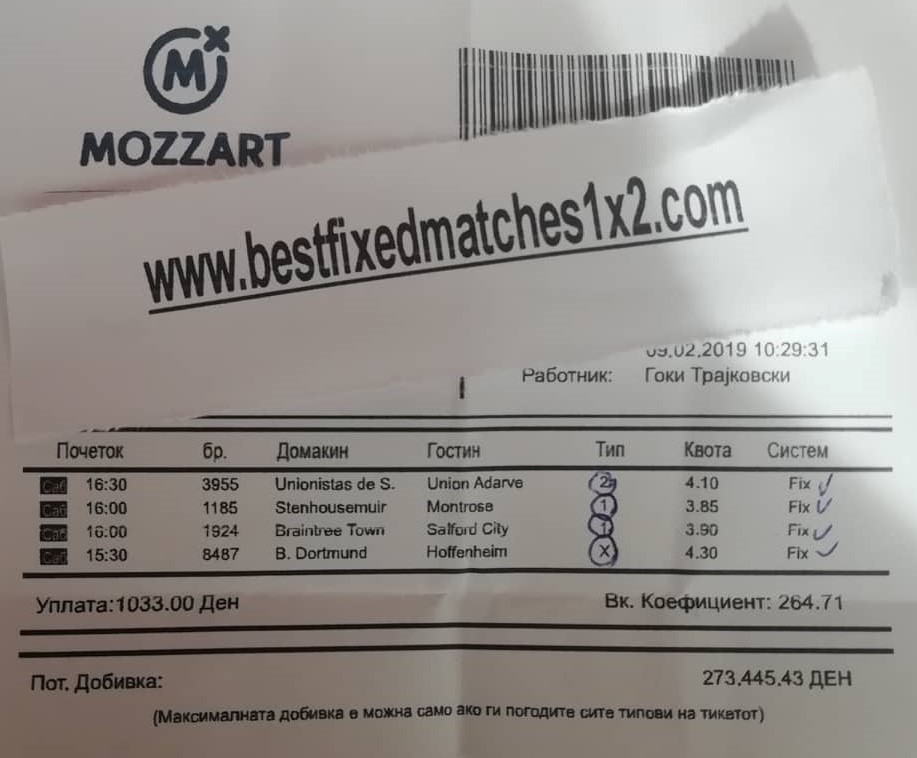 MOZZART
www.bestfixedmatches1x2.com
09.02.2019 10:29:31
Работник: Гоки Трајковски
Почеток бр. Домакин Гостин Тип Квота Систем
Саб 16:30 3955 Unionistas de S. Union Adarve 2 4.10 Fix
Саб 16:00 1185 Stenhousemuir Montrose 1 3.85 Fix
Саб 16:00 1924 Braintree Town Salford City 1 3.90 Fix
Саб 15:30 8487 B. Dortmund Hoffenheim X 4.30 Fix
Уплата:1033.00 Ден Вк. Коефициент: 264.71
Пот. Добивка: 273.445.43 ДЕН
(Максималната добивка е можна само ако ги погодите сите типови на тикетот)